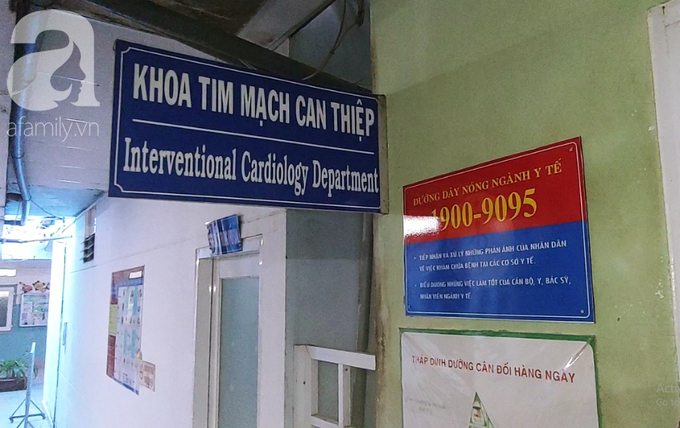 afamily.vn
KHOA TIM MẠCH CAN THIỆP
Interventional Cardiology Department
ĐƯỜNG DÂY NÓNG NGÀNH Y TẾ
1900-9095
TIẾP NHẬN VÀ XỬ LÝ NHỮNG PHẢN ÁNH CỦA NHÂN DÂN
VỀ VIỆC KHÁM CHỮA BỆNH TẠI CÁC CƠ SỞ Y TẾ.
BIỂU DƯƠNG NHỮNG VIỆC LÀM TỐT CỦA CÁN BỘ, Y, BÁC SỸ,
NHÂN VIÊN NGÀNH Y TẾ
THÁP DINH DƯỠNG CÂN ĐỐI HÀNG NGÀY